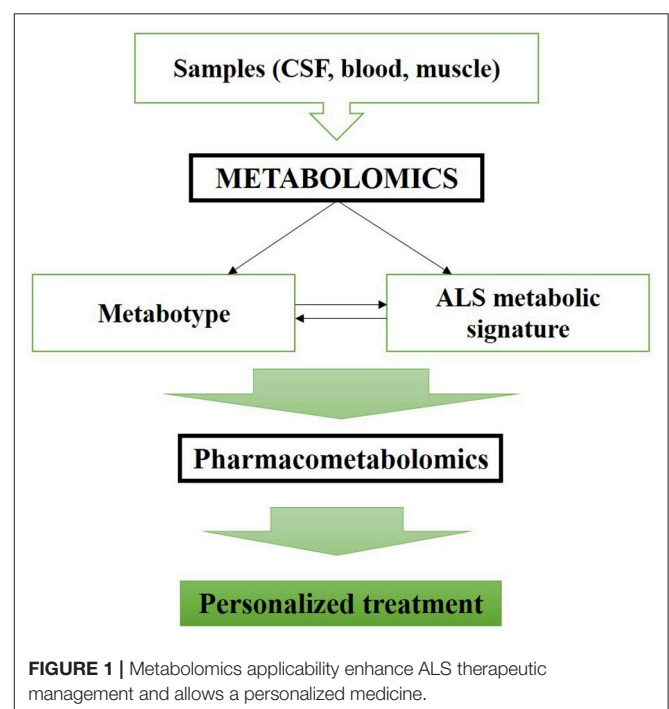 Samples (CSF, blood, muscle)
METABOLOMICS
Metabotype
ALS metabolic
signature
Pharmacometabolomics
Personalized treatment
FIGURE 1 | Metabolomics applicability enhance ALS therapeutic
management and allows a personalized medicine.